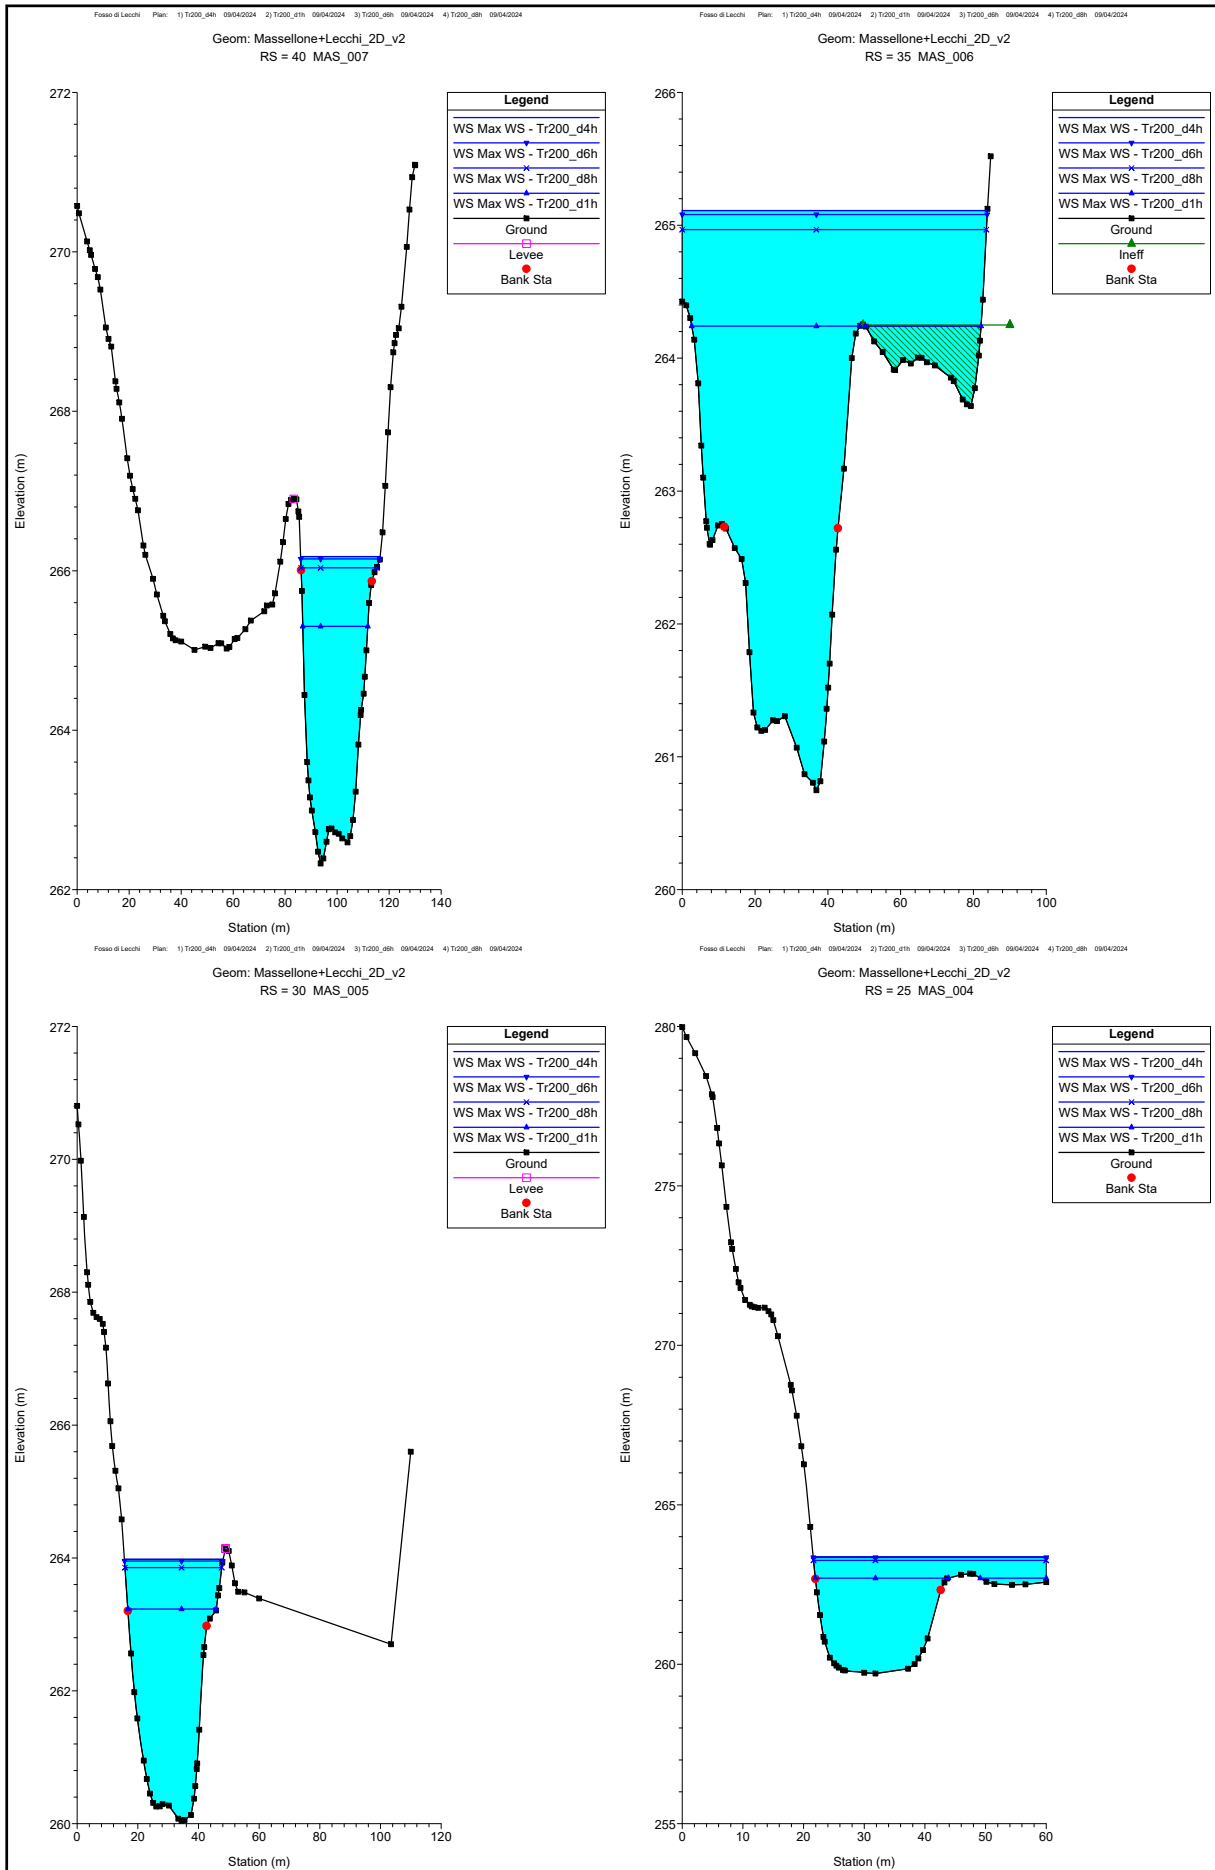 Fosso di Lecchi Plan: 1) Tr200_d4h 09/04/2024 2) Tr200_d1h 09/04/2024 3) Tr200_d6h 09/04/2024 4) Tr200_d8h 09/04/2024
Geom: Massellone+Lecchi_2D_v2
RS = 40 MAS_007
272
270
268
266
264
262
Elevation (m)
0 20 40 60 80 100 120 140
Station (m)
Legend
WS Max WS - Tr200_d4h
WS Max WS - Tr200_d6h
WS Max WS - Tr200_d8h
WS Max WS - Tr200_d1h
Ground
Levee
Bank Sta
Fosso di Lecchi Plan: 1) Tr200_d4h 09/04/2024 2) Tr200_d1h 09/04/2024 3) Tr200_d6h 09/04/2024 4) Tr200_d8h 09/04/2024
Geom: Massellone+Lecchi_2D_v2
RS = 35 MAS_006
266
265
264
263
262
261
260
Elevation (m)
0 20 40 60 80 100
Station (m)
Legend
WS Max WS - Tr200_d4h
WS Max WS - Tr200_d6h
WS Max WS - Tr200_d8h
WS Max WS - Tr200_d1h
Ground
Ineff
Bank Sta
Fosso di Lecchi Plan: 1) Tr200_d4h 09/04/2024 2) Tr200_d1h 09/04/2024 3) Tr200_d6h 09/04/2024 4) Tr200_d8h 09/04/2024
Geom: Massellone+Lecchi_2D_v2
RS = 30 MAS_005
272
270
268
266
264
262
260
Elevation (m)
0 20 40 60 80 100 120
Station (m)
Legend
WS Max WS - Tr200_d4h
WS Max WS - Tr200_d6h
WS Max WS - Tr200_d8h
WS Max WS - Tr200_d1h
Ground
Levee
Bank Sta
Fosso di Lecchi Plan: 1) Tr200_d4h 09/04/2024 2) Tr200_d1h 09/04/2024 3) Tr200_d6h 09/04/2024 4) Tr200_d8h 09/04/2024
Geom: Massellone+Lecchi_2D_v2
RS = 25 MAS_004
280
275
270
265
260
255
Elevation (m)
0 10 20 30 40 50 60
Station (m)
Legend
WS Max WS - Tr200_d4h
WS Max WS - Tr200_d6h
WS Max WS - Tr200_d8h
WS Max WS - Tr200_d1h
Ground
Bank Sta